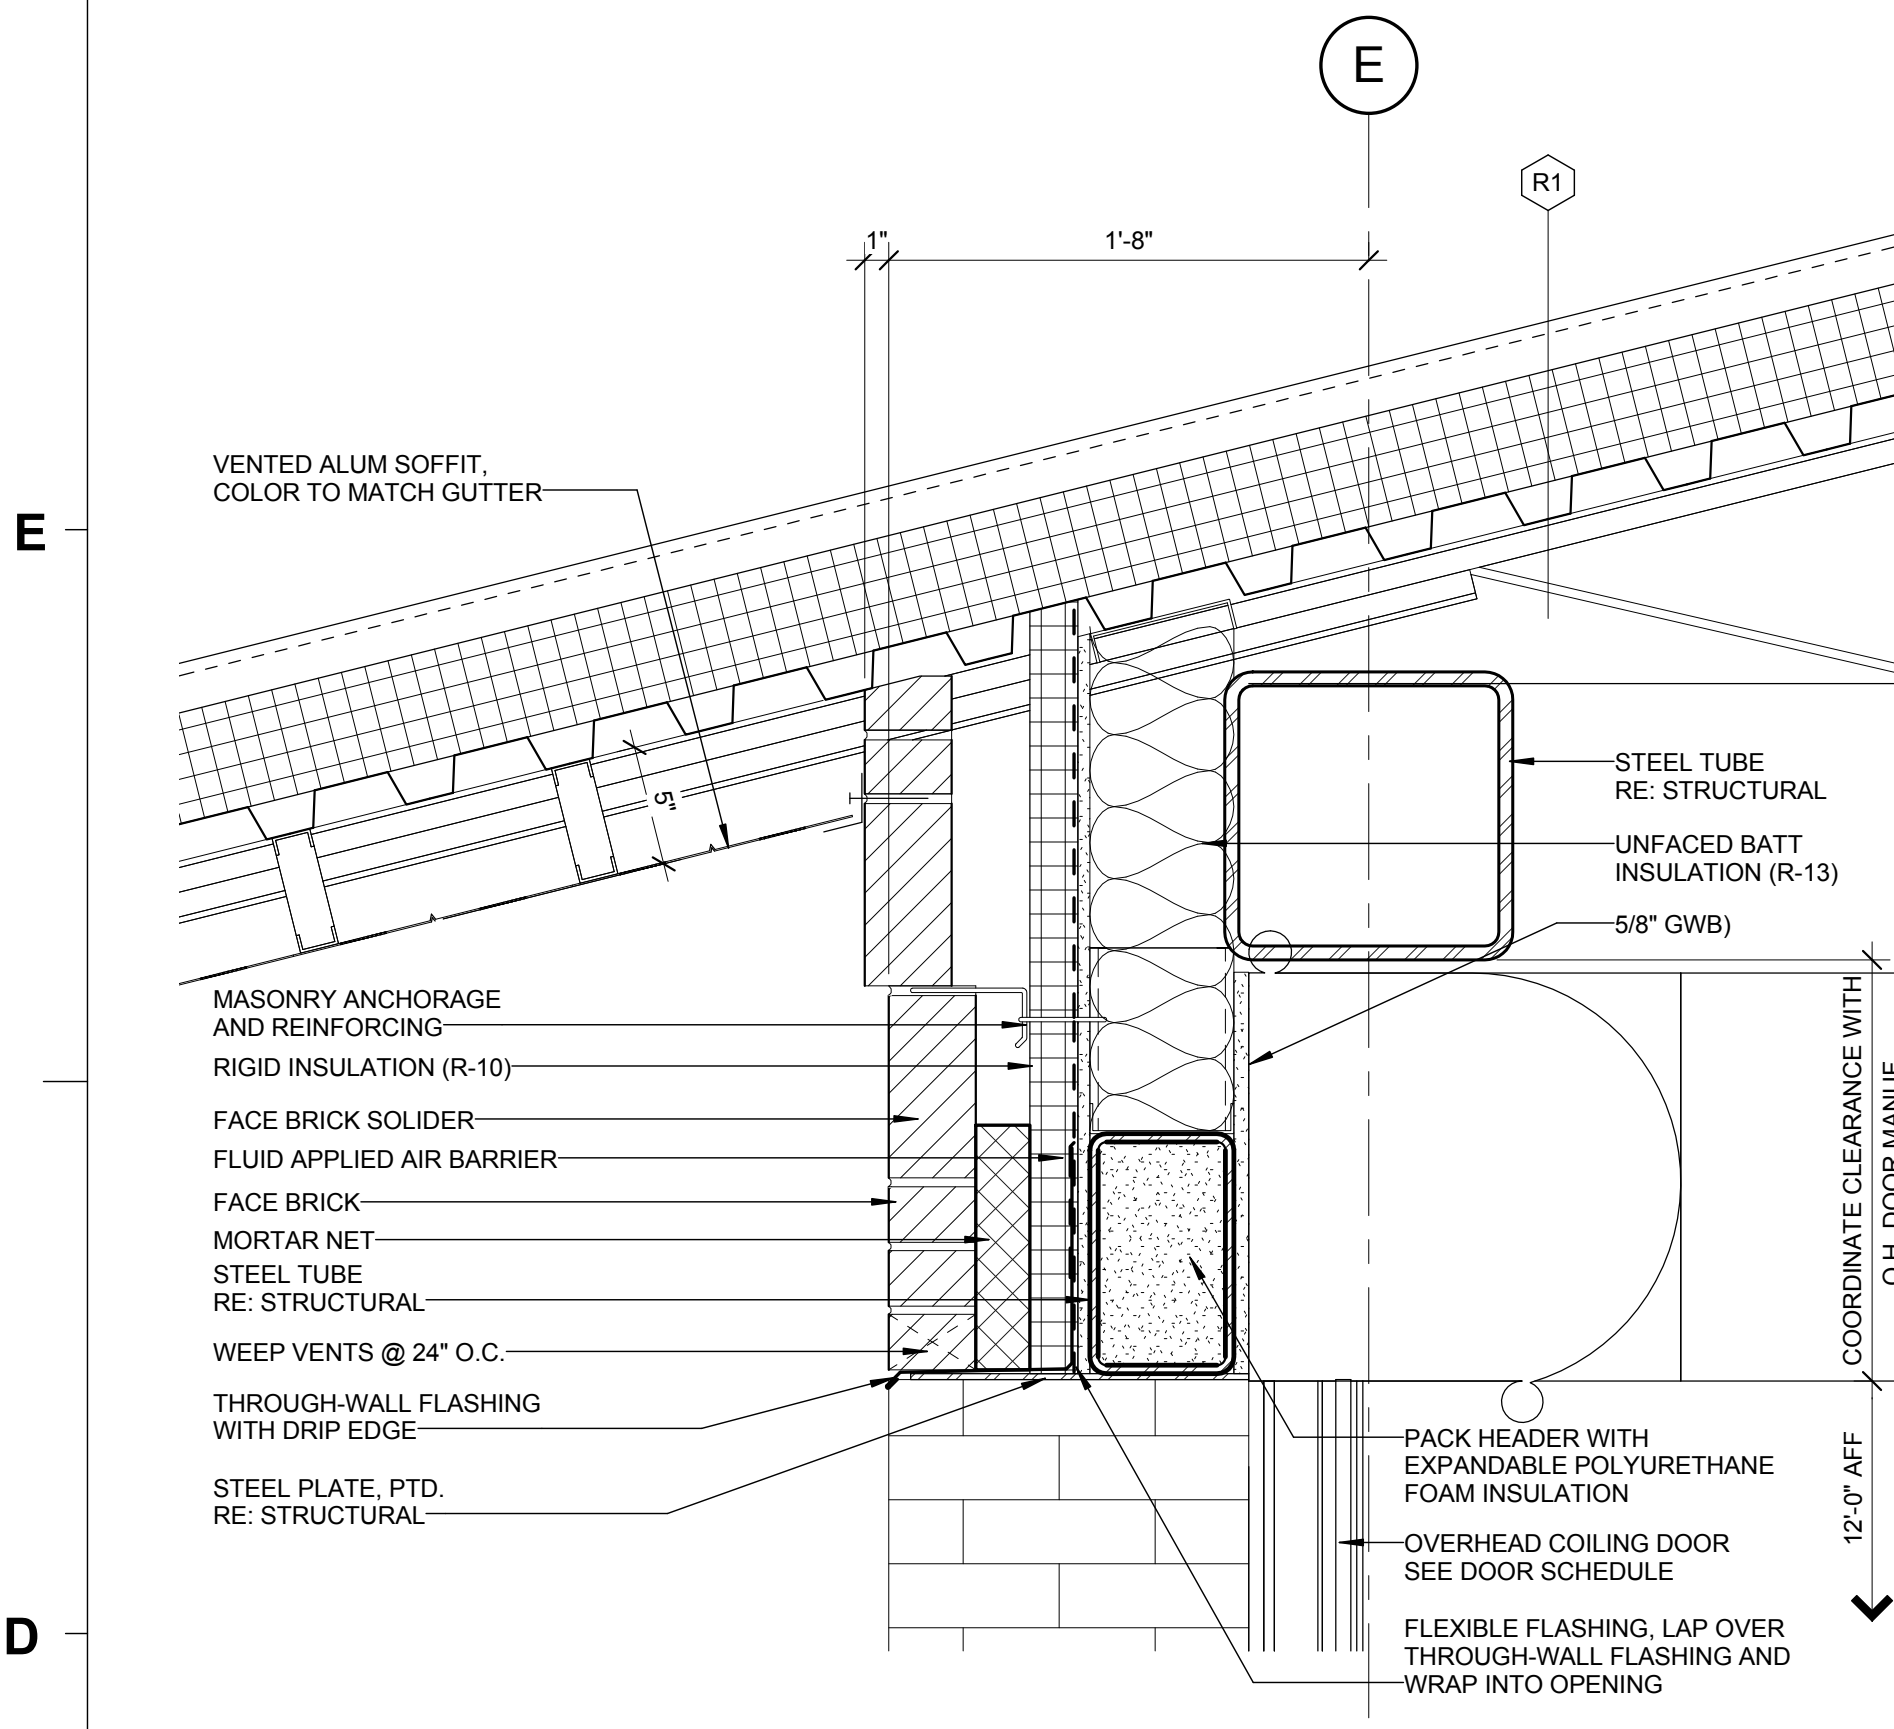 E
R1
1"
1'-8"
VENTED ALUM SOFFIT,
COLOR TO MATCH GUTTER
E
5"
STEEL TUBE
RE: STRUCTURAL
UNFACED BATT
INSULATION (R-13)
5/8" GWB)
MASONRY ANCHORAGE
AND REINFORCING
RIGID INSULATION (R-10)
FACE BRICK SOLIDER
FLUID APPLIED AIR BARRIER
FACE BRICK
MORTAR NET
STEEL TUBE
RE: STRUCTURAL
WEEP VENTS @ 24" O.C.
THROUGH-WALL FLASHING
WITH DRIP EDGE
STEEL PLATE, PTD.
RE: STRUCTURAL
COORDINATE CLEARANCE WITH
O.H. DOOR MANUF
12'-0" AFF
PACK HEADER WITH
EXPANDABLE POLYURETHANE
FOAM INSULATION
OVERHEAD COILING DOOR
SEE DOOR SCHEDULE
FLEXIBLE FLASHING, LAP OVER
THROUGH-WALL FLASHING AND
WRAP INTO OPENING
D